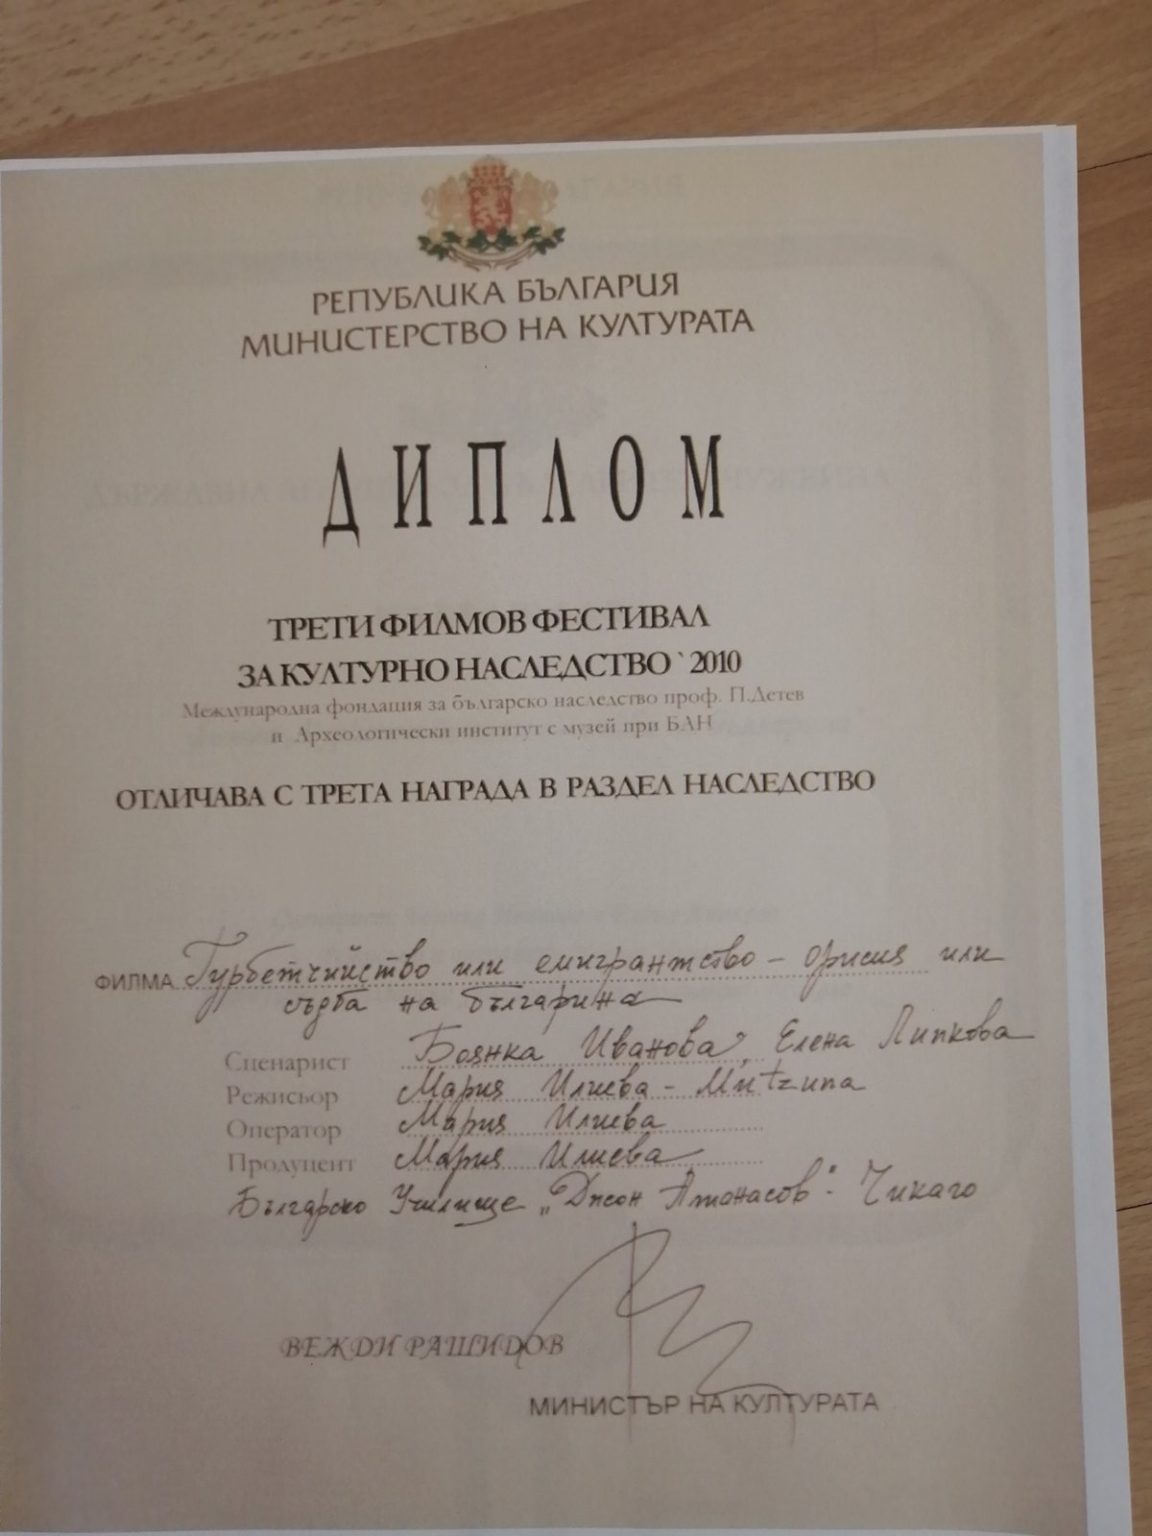 РЕПУБЛИКА БЪЛГАРИЯ
МИНИСТЕРСТВО НА КУЛТУРАТА
ДИПЛОМ
ТРЕТИ ФИЛМОВ ФЕСТИВАЛ
ЗА КУЛТУРНО НАСЛЕДСТВО ` 2010
Международна фондация за българско наследство проф. П.Детев
и Археологически институт с музей при БАН
ОТЛИЧАВА С ТРЕТА НАГРАДА В РАЗДЕЛ НАСЛЕДСТВО
ФИЛМА Гурбетчийство или емигрантство – орисия или
съдба на българина
Сценарист Боянка Иванова, Елена Липкова
Режисьор Мария Илиева -
Оператор Мария Илиева
Продуцент Мария Илиева
Българско Училище „Джон Атанасов“ - Чикаго
ВЕЖДИ РАШИДОВ
МИНИСТЪР НА КУЛТУРАТА